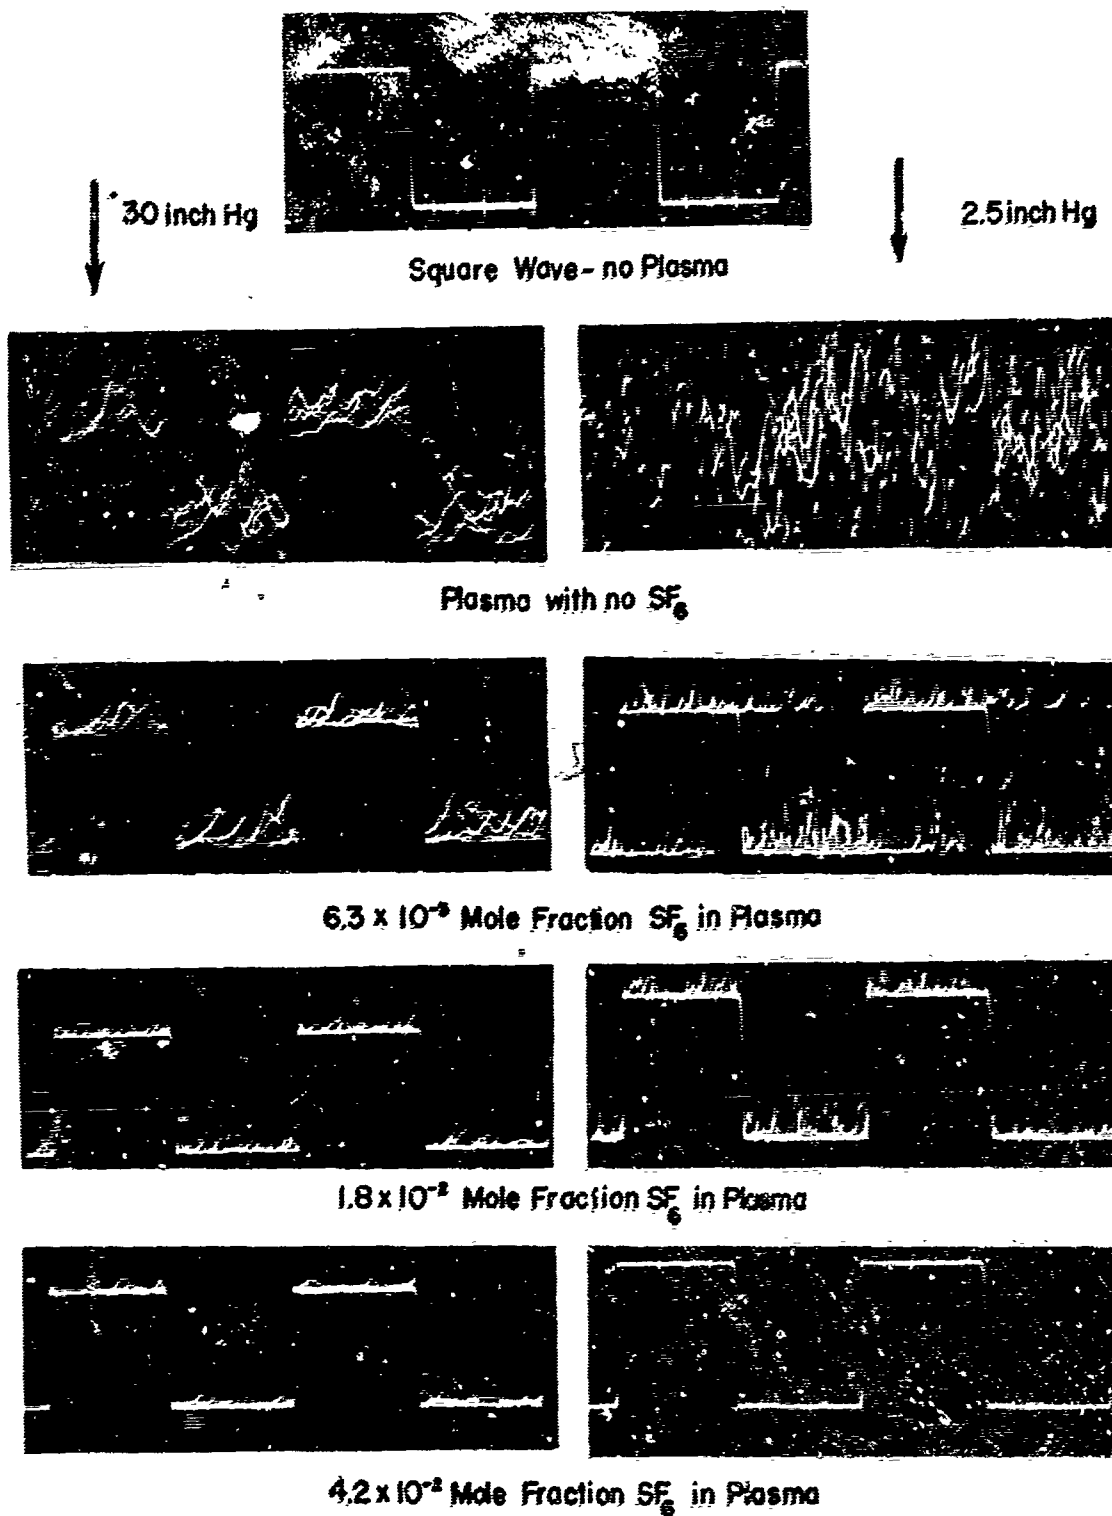 30 inch Hg
2.5 inch Hg
Square Wave - no Plasma
Plasma with no SF₆
6.3 x 10⁻³ Mole Fraction SF₆ in Plasma
1.8 x 10⁻² Mole Fraction SF₆ in Plasma
4.2 x 10⁻² Mole Fraction SF₆ in Plasma